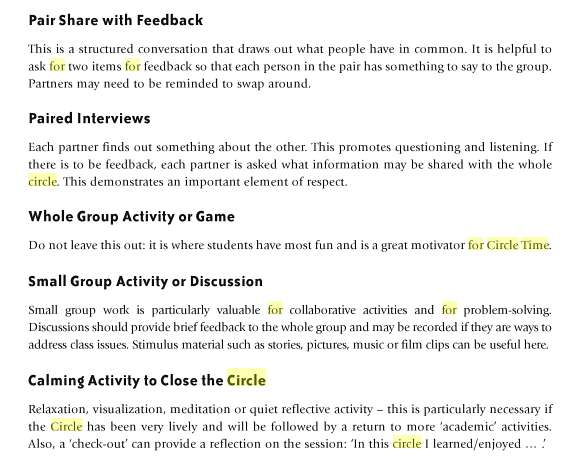 Pair Share with Feedback
This is a structured conversation that draws out what people have in common. It is helpful to
ask for two items for feedback so that each person in the pair has something to say to the group.
Partners may need to be reminded to swap around.
Paired Interviews
Each partner finds out something about the other. This promotes questioning and listening. If
there is to be feedback, each partner is asked what information may be shared with the whole
circle. This demonstrates an important element of respect.
Whole Group Activity or Game
Do not leave this out: it is where students have most fun and is a great motivator for Circle Time.
Small Group Activity or Discussion
Small group work is particularly valuable for collaborative activities and for problem-solving.
Discussions should provide brief feedback to the whole group and may be recorded if they are ways to
address class issues. Stimulus material such as stories, pictures, music or film clips can be useful here.
Calming Activity to Close the Circle
Relaxation, visualization, meditation or quiet reflective activity – this is particularly necessary if
the Circle has been very lively and will be followed by a return to more ‘academic’ activities.
Also, a ‘check-out’ can provide a reflection on the session: ‘In this circle I learned/enjoyed … .’